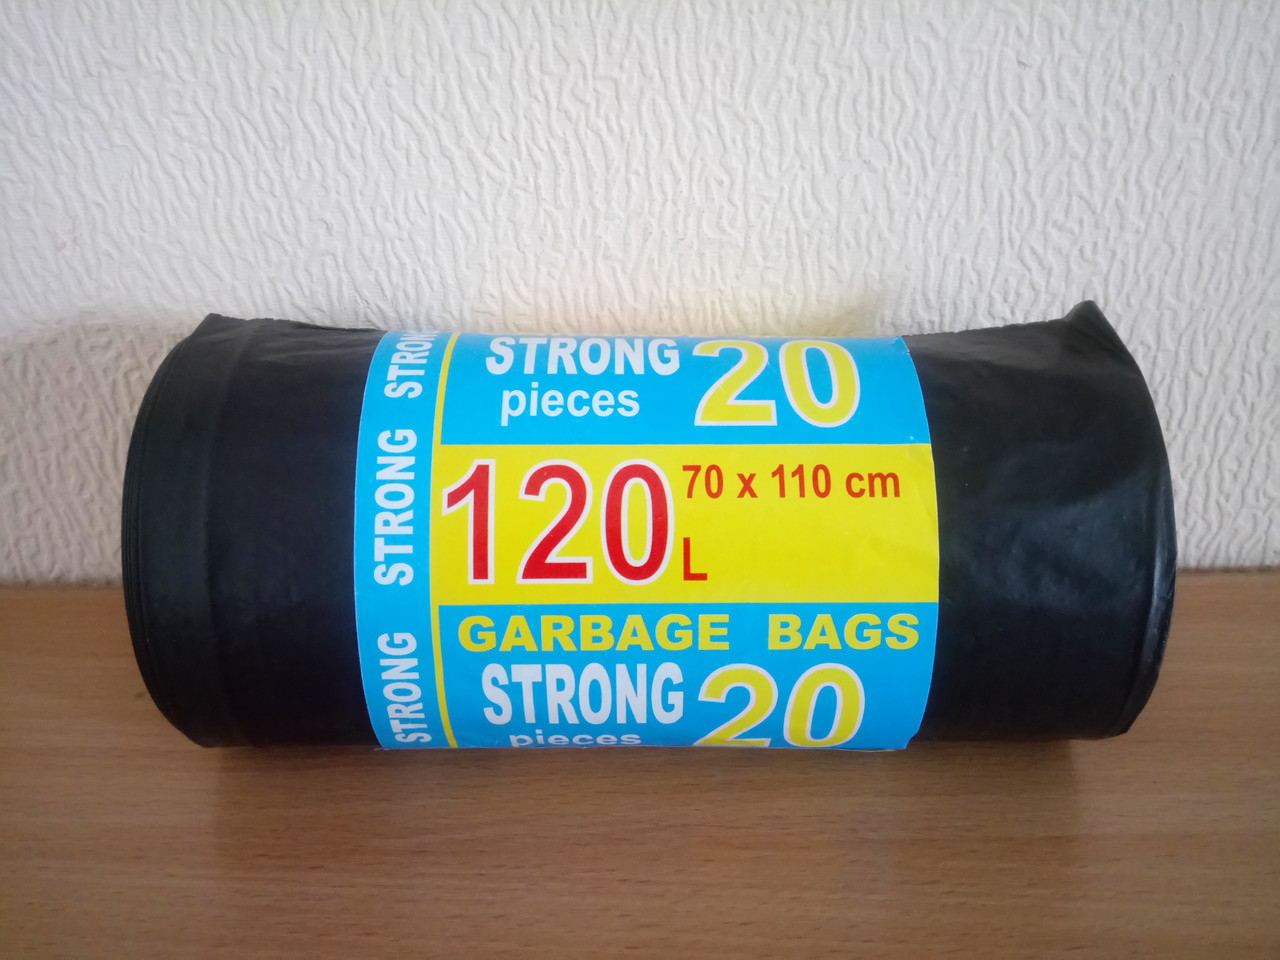 STRONG STRONG STRONG
STRONG 20
pieces
120 L 70 x 110 cm
GARBAGE BAGS
STRONG 20
pieces